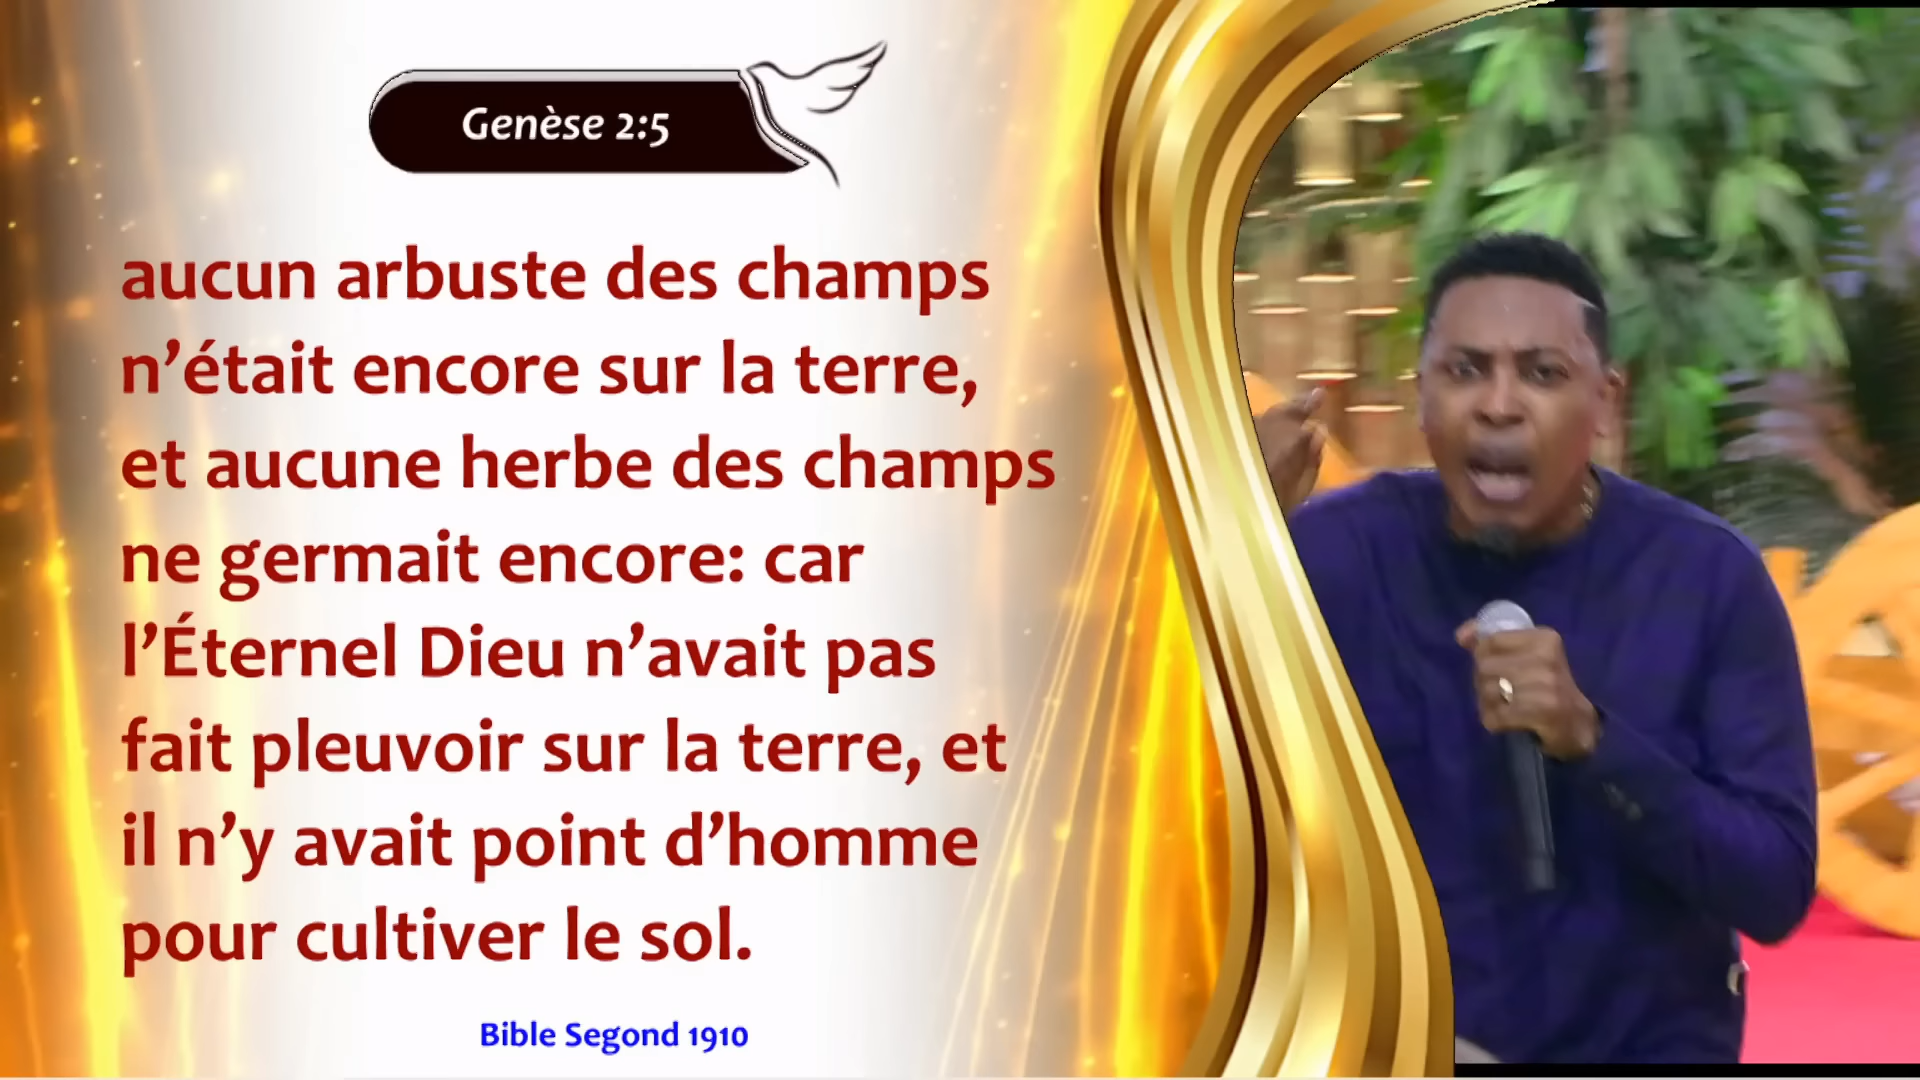 Genèse 2:5
aucun arbuste des champs
n’était encore sur la terre,
et aucune herbe des champs
ne germait encore: car
l’Éternel Dieu n’avait pas
fait pleuvoir sur la terre, et
il n’y avait point d’homme
pour cultiver le sol.
Bible Segond 1910